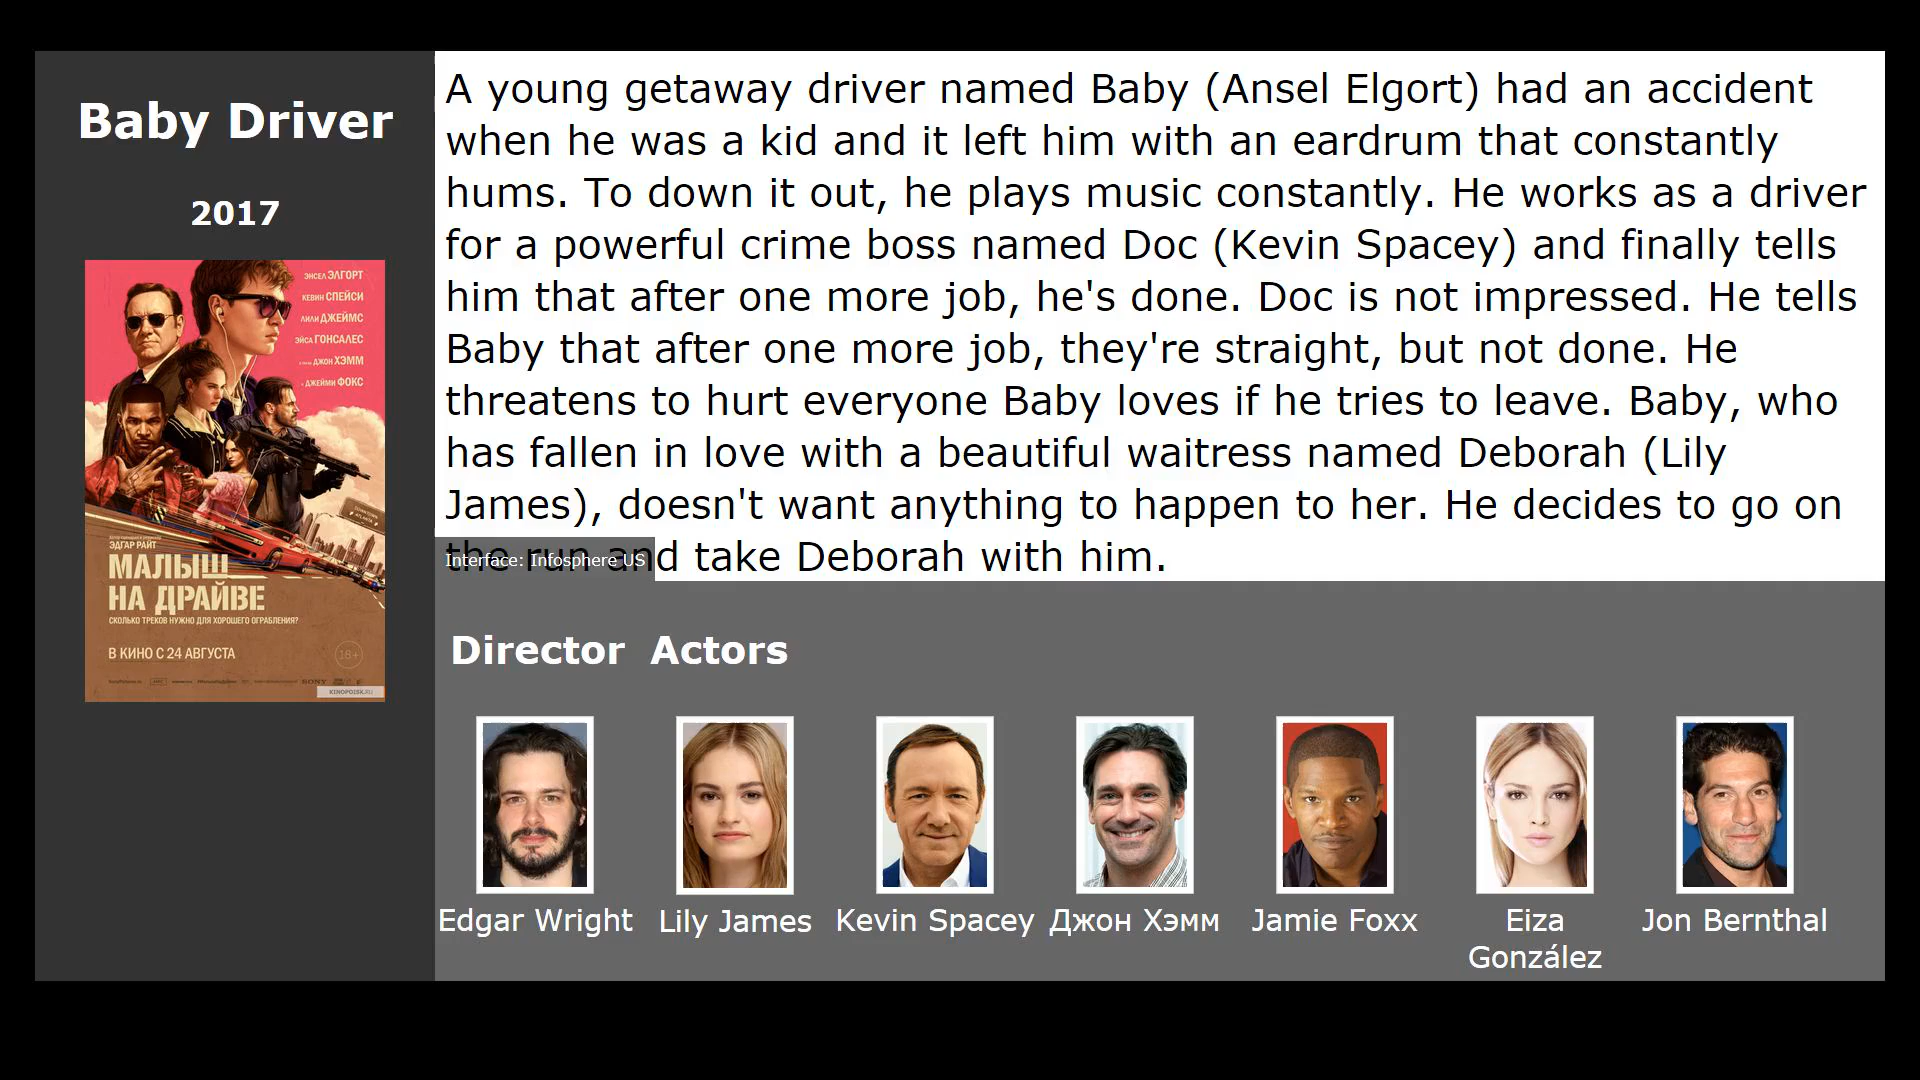 Baby Driver
2017
ЭНСЕЛ ЭЛГОРТ
КЕВИН СПЕЙСИ
ЛИЛИ ДЖЕЙМС
ЭЙСА ГОНСАЛЕС
ДЖОН ХЭММ
ДЖЕЙМИ ФОКС
DOWNTOWN
ATLANTA
ЭДГАР РАЙТ
МАЛЫШ
НА ДРАЙВЕ
СКОЛЬКО ТРЕКОВ НУЖНО ДЛЯ ХОРОШЕГО ОГРАБЛЕНИЯ?
В КИНО С 24 АВГУСТА
18+
SONY
KINOPOISK.RU
A young getaway driver named Baby (Ansel Elgort) had an accident
when he was a kid and it left him with an eardrum that constantly
hums. To down it out, he plays music constantly. He works as a driver
for a powerful crime boss named Doc (Kevin Spacey) and finally tells
him that after one more job, he's done. Doc is not impressed. He tells
Baby that after one more job, they're straight, but not done. He
threatens to hurt everyone Baby loves if he tries to leave. Baby, who
has fallen in love with a beautiful waitress named Deborah (Lily
James), doesn't want anything to happen to her. He decides to go on
the run and take Deborah with him.
Interface: Infosphere US
Director Actors
Edgar Wright Lily James Kevin Spacey Джон Хэмм Jamie Foxx Eiza González Jon Bernthal